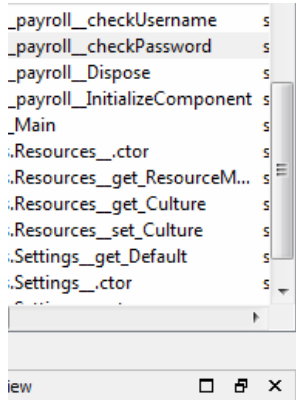 _payroll__checkUsername s
_payroll__checkPassword s
_payroll__Dispose s
_payroll__InitializeComponent s
_Main s
.Resources__.ctor s
.Resources__get_ResourceM... s
.Resources__get_Culture s
.Resources__set_Culture s
.Settings__get_Default s
.Settings__.ctor s
iew